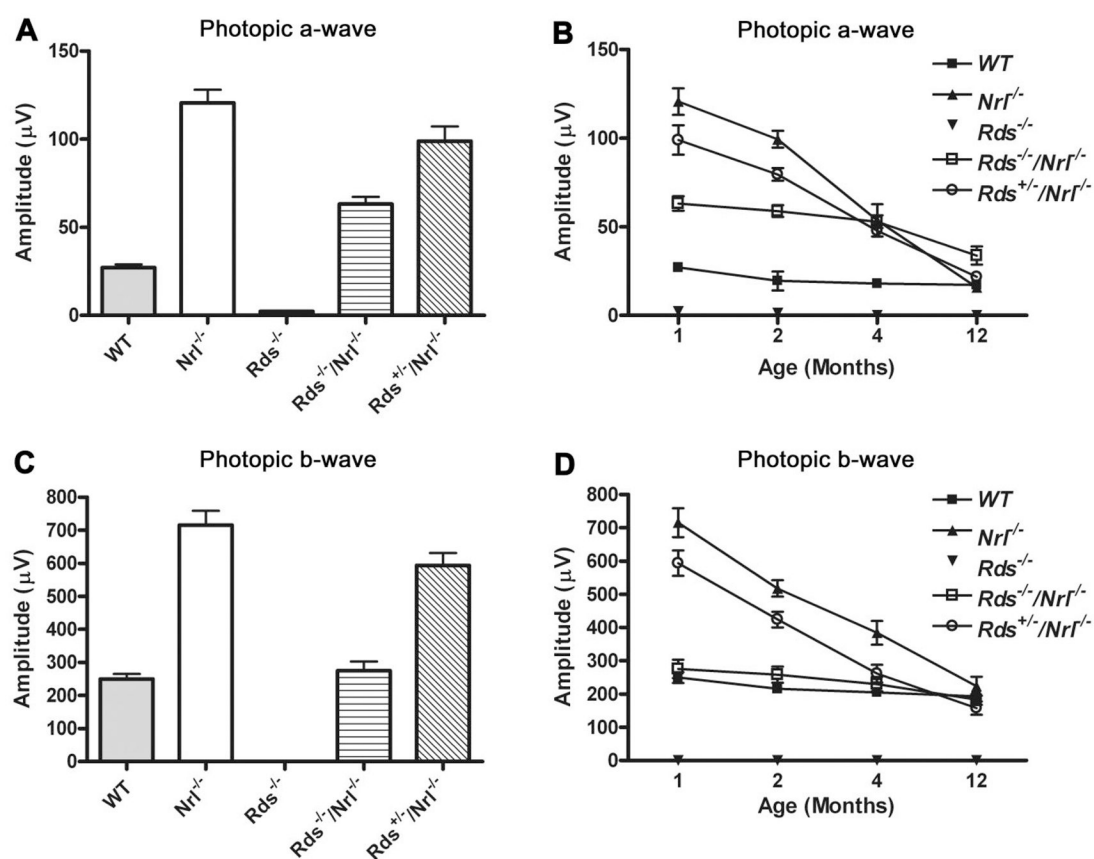 A
Photopic a-wave
Amplitude (μV)
150
100
50
0
WT
Nrl-/-
Rds-/-
Rds-/-/Nrl-/-
Rds+/-/Nrl-/-
B
Photopic a-wave
Amplitude (μV)
150
100
50
0
1
2
4
12
Age (Months)
WT
Nrl-/-
Rds-/-
Rds-/-/Nrl-/-
Rds+/-/Nrl-/-
C
Photopic b-wave
Amplitude (μV)
800
700
600
500
400
300
200
100
0
WT
Nrl-/-
Rds-/-
Rds-/-/Nrl-/-
Rds+/-/Nrl-/-
D
Photopic b-wave
Amplitude (μV)
800
700
600
500
400
300
200
100
0
1
2
4
12
Age (Months)
WT
Nrl-/-
Rds-/-
Rds-/-/Nrl-/-
Rds+/-/Nrl-/-